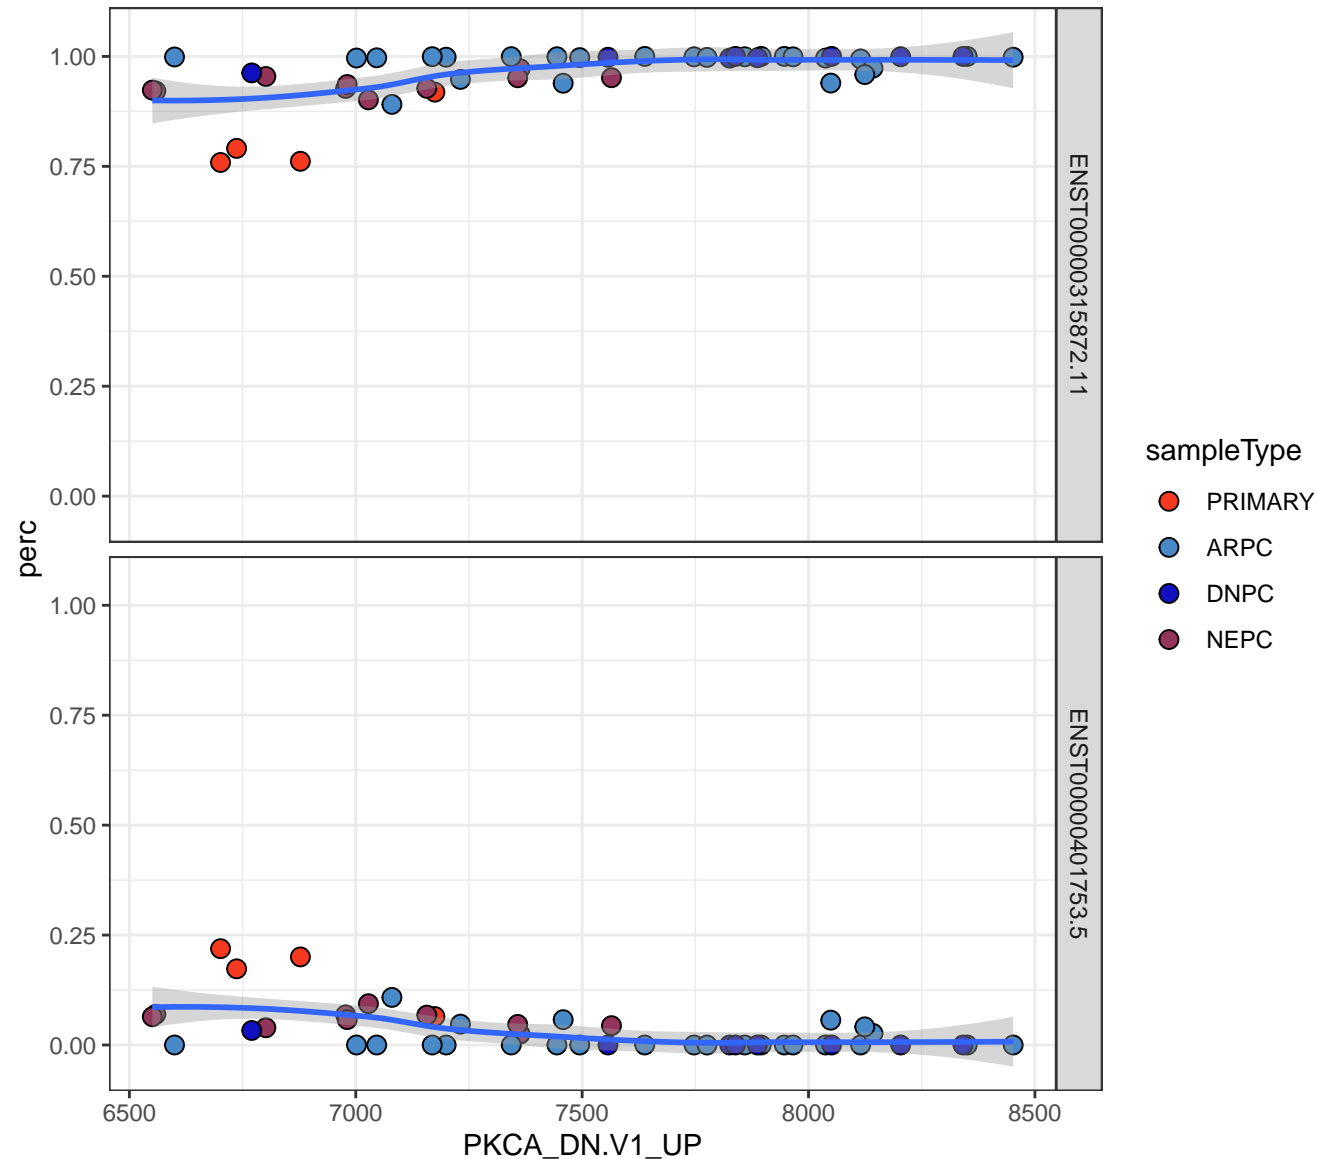 1.00
0.75
0.50
0.25
0.00
ENST00000315872.11
perc
1.00
0.75
0.50
0.25
0.00
ENST00000401753.5
6500
7000
7500
8000
8500
PKCA_DN.V1_UP
sampleType
PRIMARY
ARPC
DNPC
NEPC